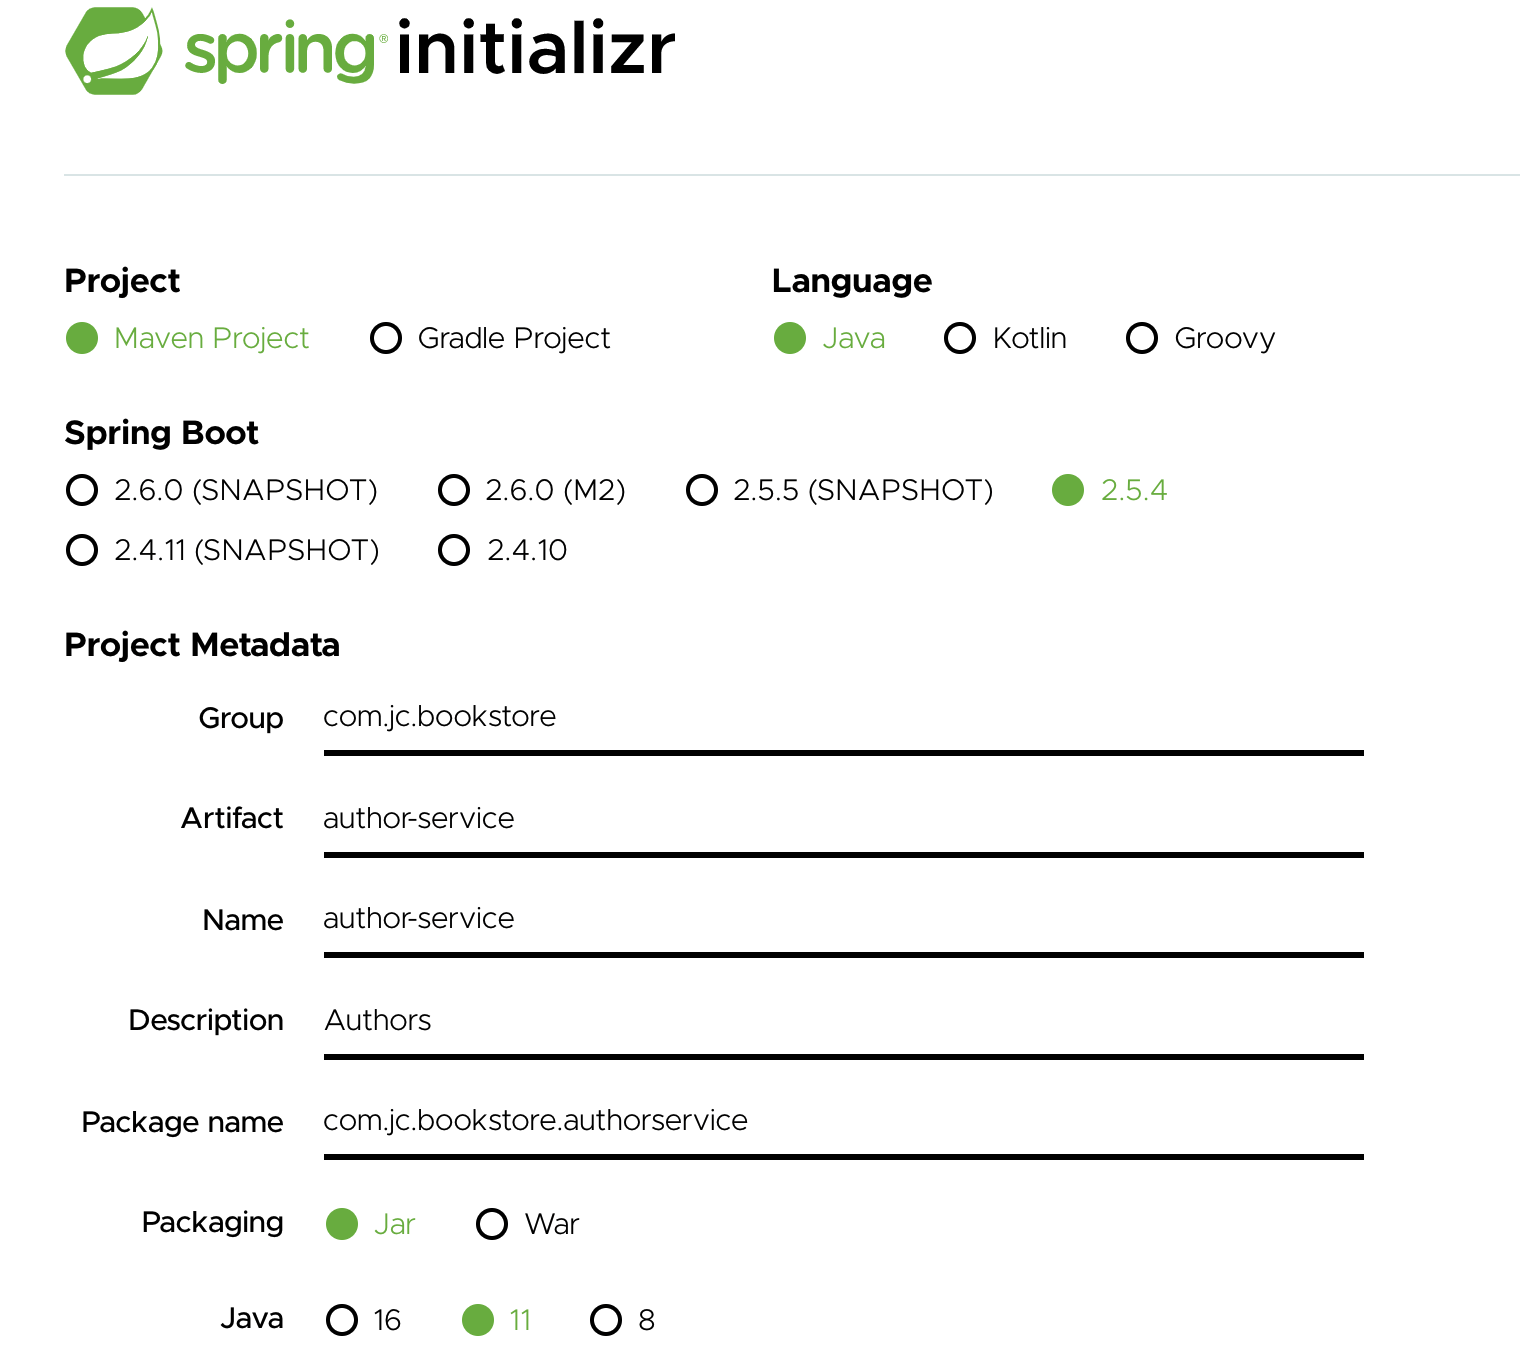 spring® initializr
Project
Language
Maven Project Gradle Project
Java Kotlin Groovy
Spring Boot
2.6.0 (SNAPSHOT) 2.6.0 (M2) 2.5.5 (SNAPSHOT) 2.5.4
2.4.11 (SNAPSHOT) 2.4.10
Project Metadata
Group com.jc.bookstore
Artifact author-service
Name author-service
Description Authors
Package name com.jc.bookstore.authorservice
Packaging Jar War
Java 16 11 8